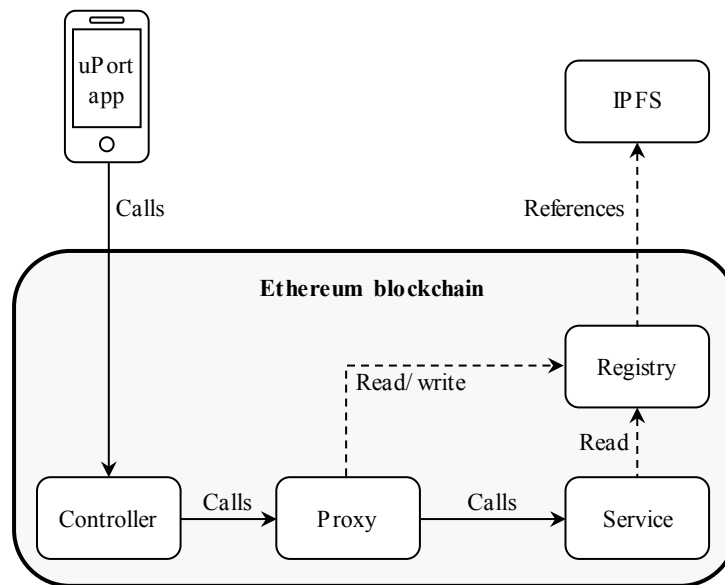 uPort
app
IPFS
Calls
References
Ethereum blockchain
Registry
Read/write
Read
Calls
Calls
Controller
Proxy
Service